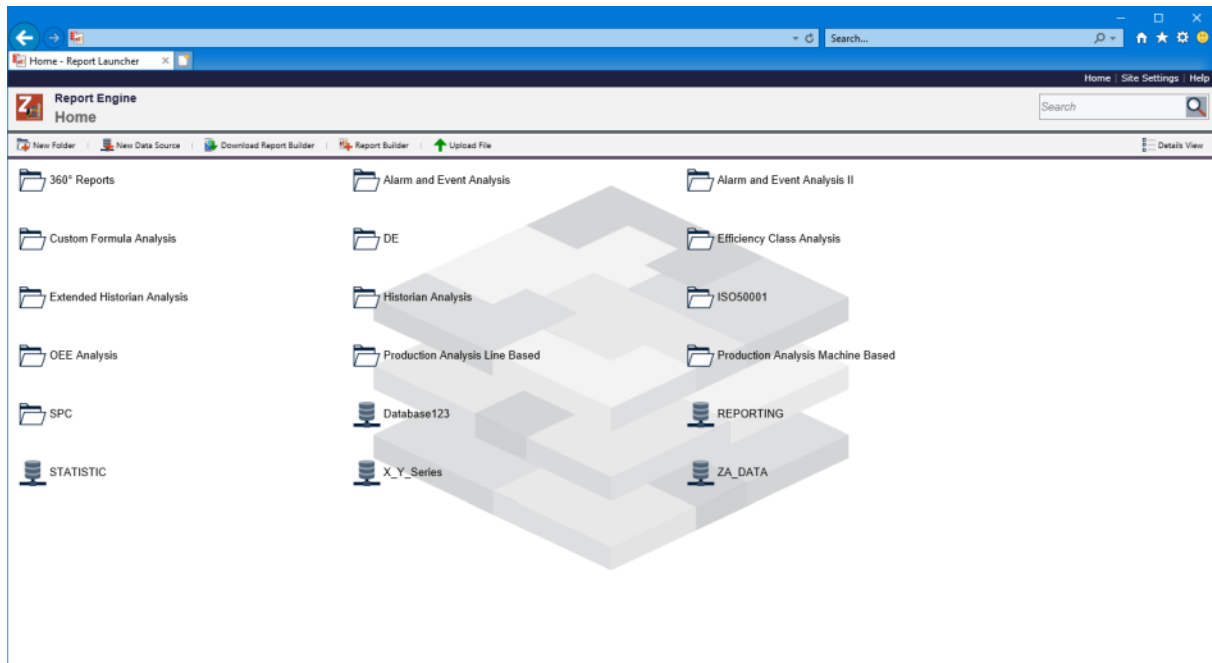 Search...
Home - Report Launcher
Home | Site Settings | Help
Report Engine
Home
Search
New Folder | New Data Source | Download Report Builder | Report Builder | Upload File Details View
360° Reports Alarm and Event Analysis Alarm and Event Analysis II
Custom Formula Analysis DE Efficiency Class Analysis
Extended Historian Analysis Historian Analysis ISO50001
OEE Analysis Production Analysis Line Based Production Analysis Machine Based
SPC Database123 REPORTING
STATISTIC X_Y_Series ZA_DATA